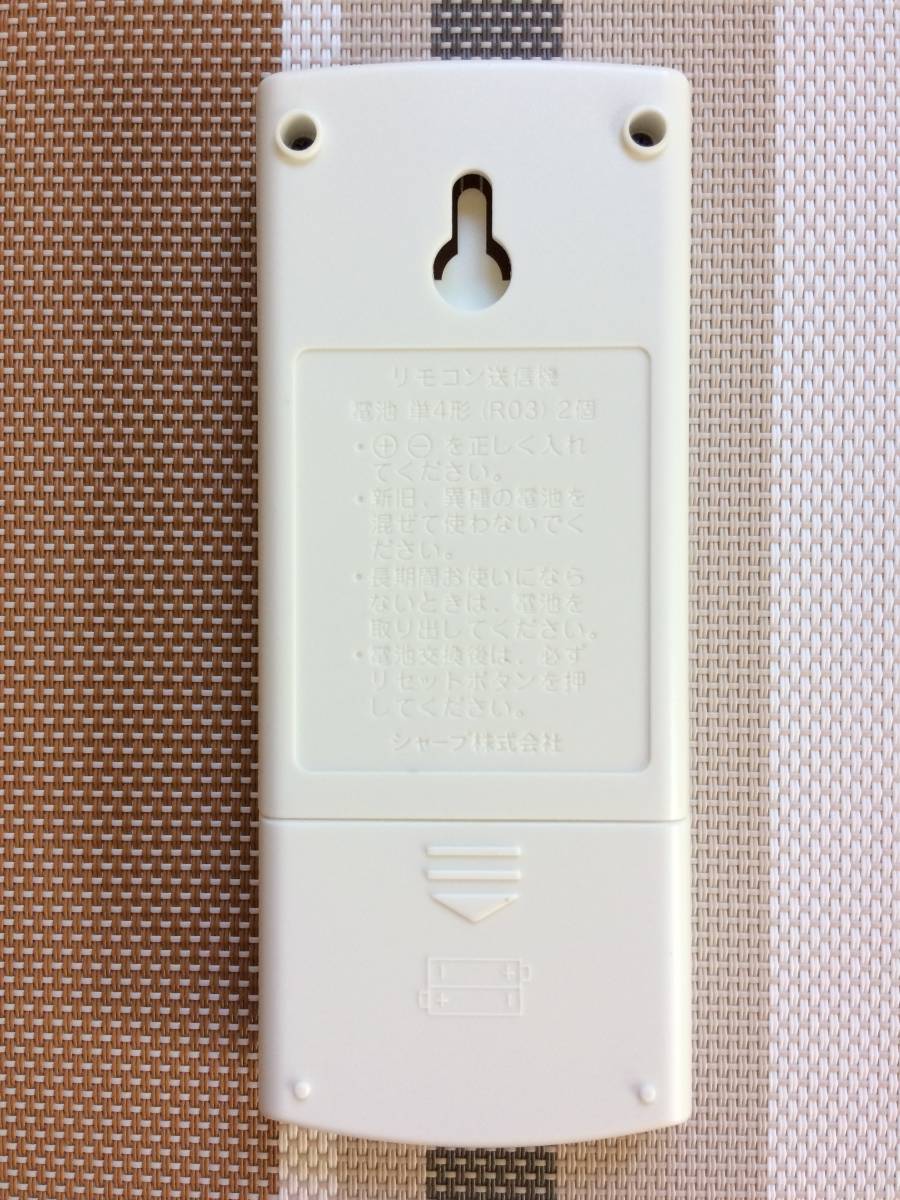 リモコン送信機
電池 単4形 (R03) 2個
・⊕ ⊖ を正しく入れ
てください。
・新旧、異種の電池を
混ぜて使わないでく
ださい。
・長期間お使いになら
ないときは、電池を
取り出してください。
・電池交換後は、必ず
リセットボタンを押
してください。
シャープ株式会社
- +
+ -